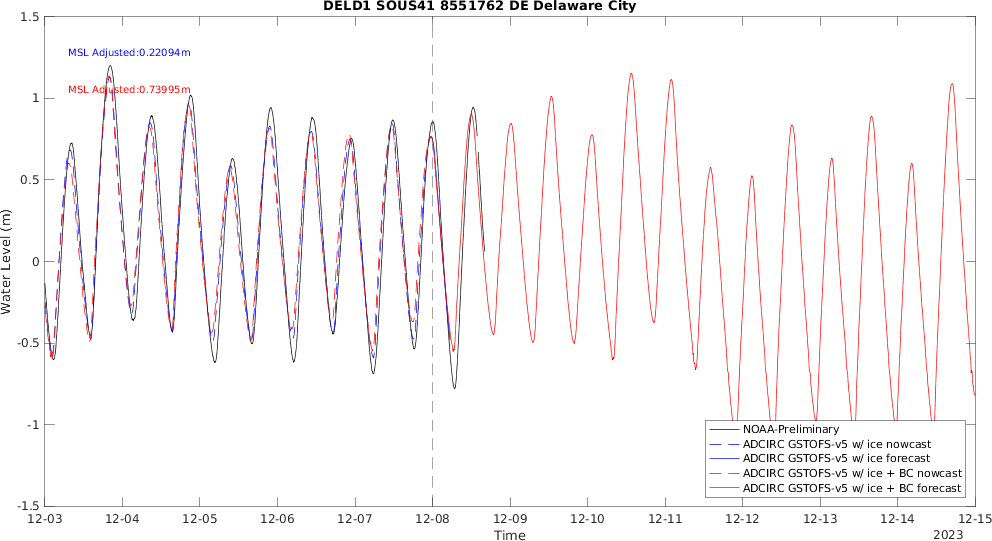 DELD1 SOUS41 8551762 DE Delaware City
MSL Adjusted:0.22094m
MSL Adjusted:0.73995m
Water Level (m)
1.5
1
0.5
0
-0.5
-1
-1.5
NOAA-Preliminary
ADCIRC GSTOFS-v5 w/ ice nowcast
ADCIRC GSTOFS-v5 w/ ice forecast
ADCIRC GSTOFS-v5 w/ ice + BC nowcast
ADCIRC GSTOFS-v5 w/ ice + BC forecast
12-03 12-04 12-05 12-06 12-07 12-08 12-09 12-10 12-11 12-12 12-13 12-14 12-15
Time
2023